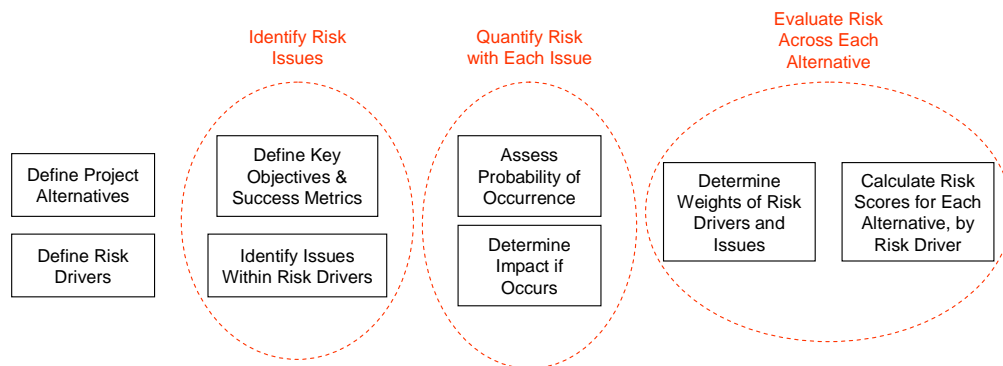 Identify Risk
Issues
Quantify Risk
with Each Issue
Evaluate Risk
Across Each
Alternative
Define Project
Alternatives
Define Risk
Drivers
Define Key
Objectives &
Success Metrics
Identify Issues
Within Risk Drivers
Assess
Probability of
Occurrence
Determine
Impact if
Occurs
Determine
Weights of Risk
Drivers and
Issues
Calculate Risk
Scores for Each
Alternative, by
Risk Driver